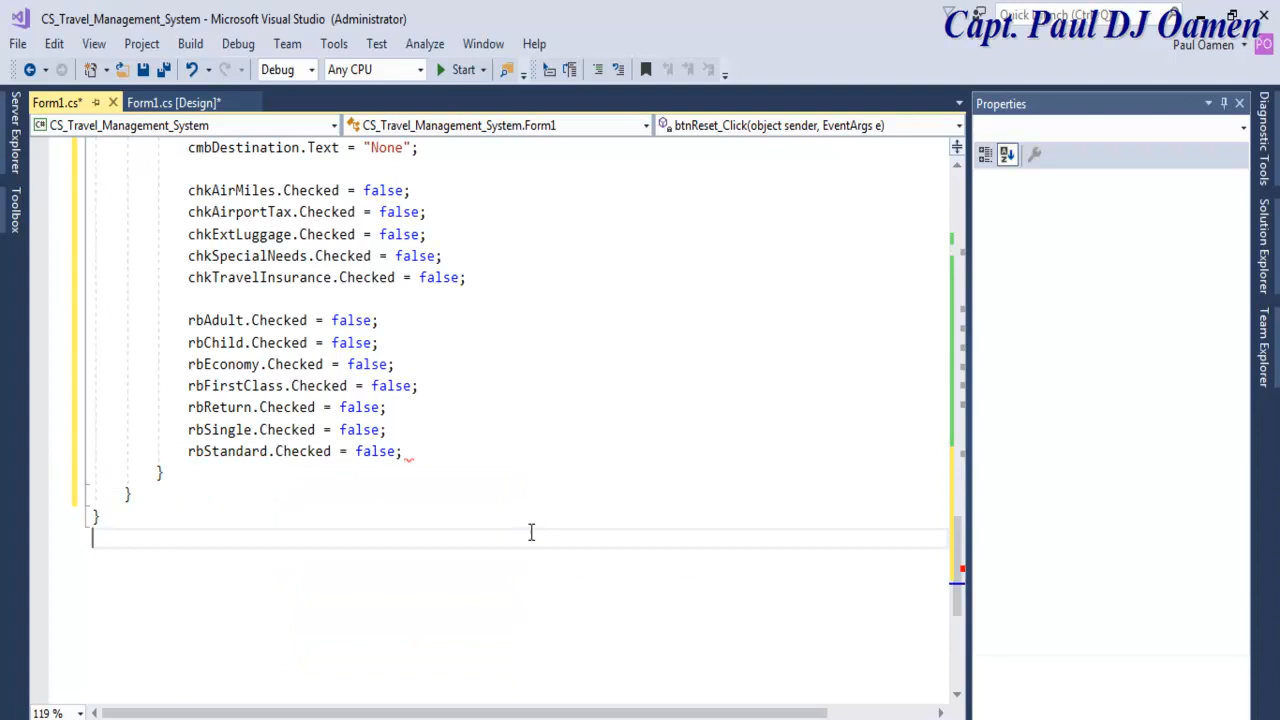 CS_Travel_Management_System - Microsoft Visual Studio (Administrator)
Quick Launch (Ctrl+Q)
Capt. Paul DJ Oamen
File Edit View Project Build Debug Team Tools Test Analyze Window Help
Paul Oamen PO
Debug Any CPU Start
Form1.cs* Form1.cs [Design]*
Properties
CS_Travel_Management_System CS_Travel_Management_System.Form1 btnReset_Click(object sender, EventArgs e)
Server Explorer
Toolbox
cmbDestination.Text = "None";
chkAirMiles.Checked = false;
chkAirportTax.Checked = false;
chkExtLuggage.Checked = false;
chkSpecialNeeds.Checked = false;
chkTravelInsurance.Checked = false;
rbAdult.Checked = false;
rbChild.Checked = false;
rbEconomy.Checked = false;
rbFirstClass.Checked = false;
rbReturn.Checked = false;
rbSingle.Checked = false;
rbStandard.Checked = false;
}
}
}
Diagnostic Tools
Solution Explorer
Team Explorer
119 %